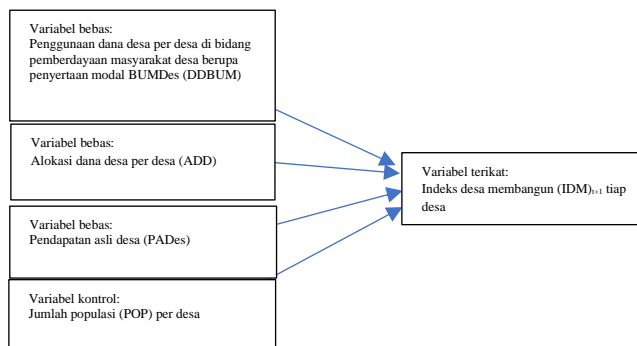 Variabel bebas:
Penggunaan dana desa per desa di bidang
pemberdayaan masyarakat desa berupa
penyertaan modal BUMDes (DDBUM)
Variabel bebas:
Alokasi dana desa per desa (ADD)
Variabel bebas:
Pendapatan asli desa (PADes)
Variabel kontrol:
Jumlah populasi (POP) per desa
Variabel terikat:
Indeks desa membangun (IDM)t+1 tiap
desa